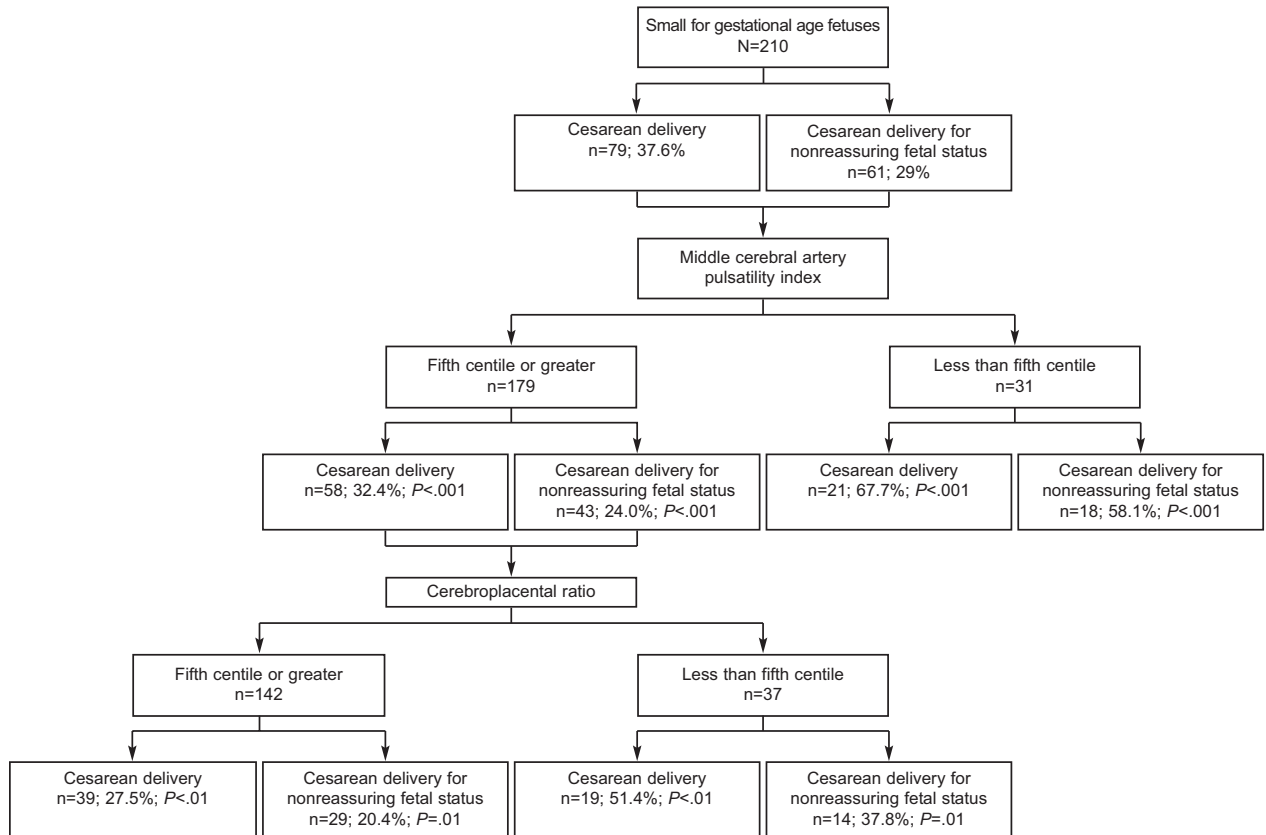 Small for gestational age fetuses
N=210
Cesarean delivery
n=79; 37.6%
Cesarean delivery for
nonreassuring fetal status
n=61; 29%
Middle cerebral artery
pulsatility index
Fifth centile or greater
n=179
Less than fifth centile
n=31
Cesarean delivery
n=58; 32.4%; P<.001
Cesarean delivery for
nonreassuring fetal status
n=43; 24.0%; P<.001
Cesarean delivery
n=21; 67.7%; P<.001
Cesarean delivery for
nonreassuring fetal status
n=18; 58.1%; P<.001
Cerebroplacental ratio
Fifth centile or greater
n=142
Less than fifth centile
n=37
Cesarean delivery
n=39; 27.5%; P<.01
Cesarean delivery for
nonreassuring fetal status
n=29; 20.4%; P=.01
Cesarean delivery
n=19; 51.4%; P<.01
Cesarean delivery for
nonreassuring fetal status
n=14; 37.8%; P=.01